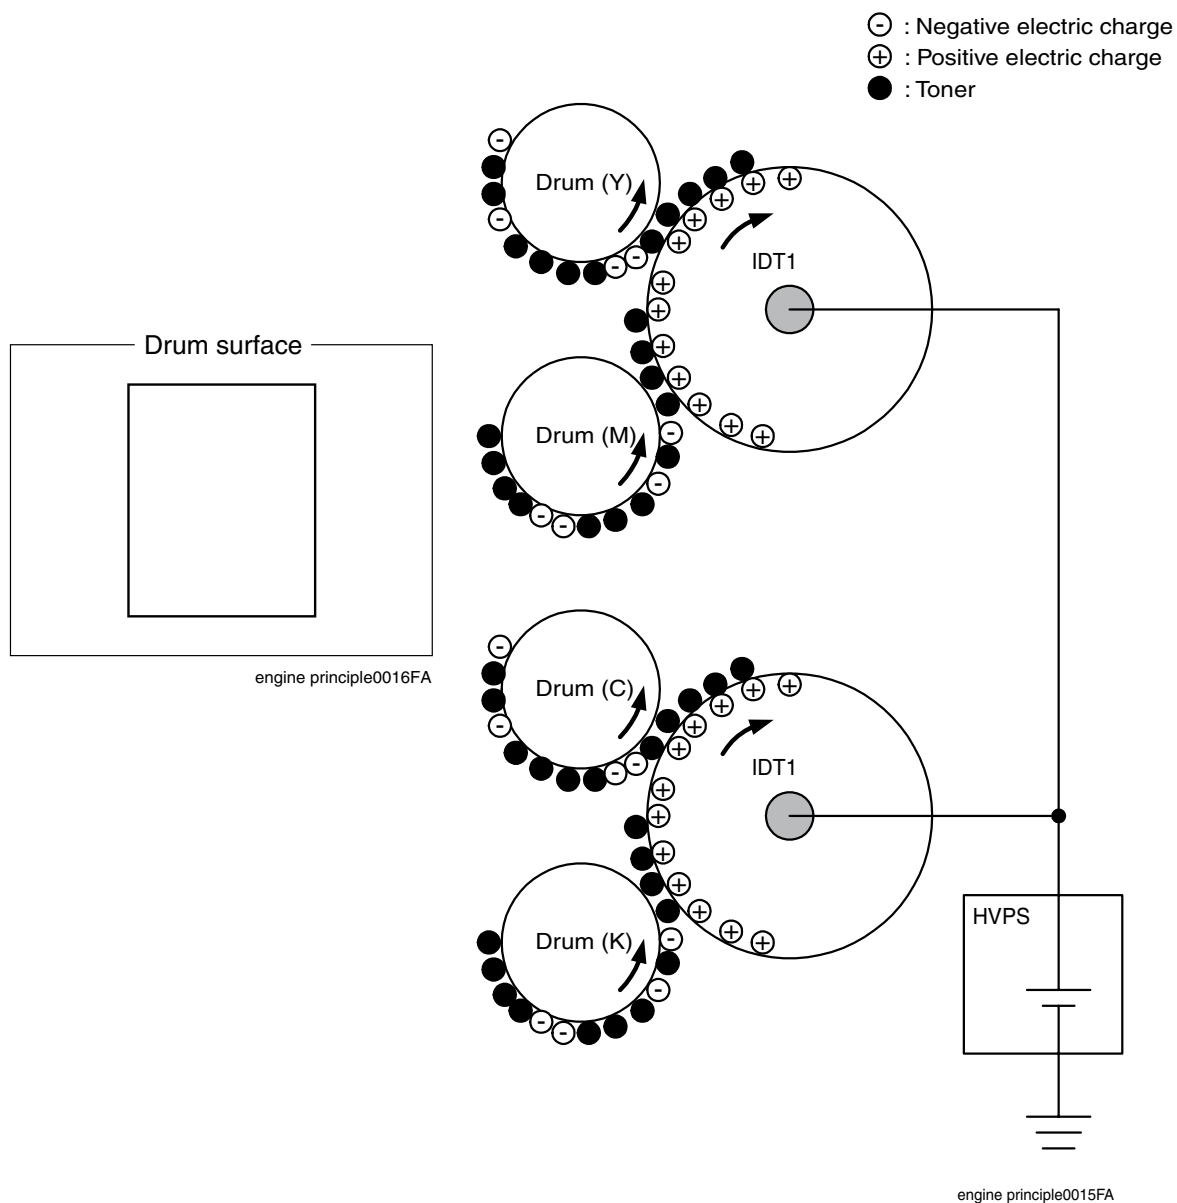 - : Negative electric charge
+ : Positive electric charge
: Toner
Drum (Y)
IDT1
Drum surface
Drum (M)
engine principle0016FA
Drum (C)
IDT1
Drum (K)
HVPS
engine principle0015FA